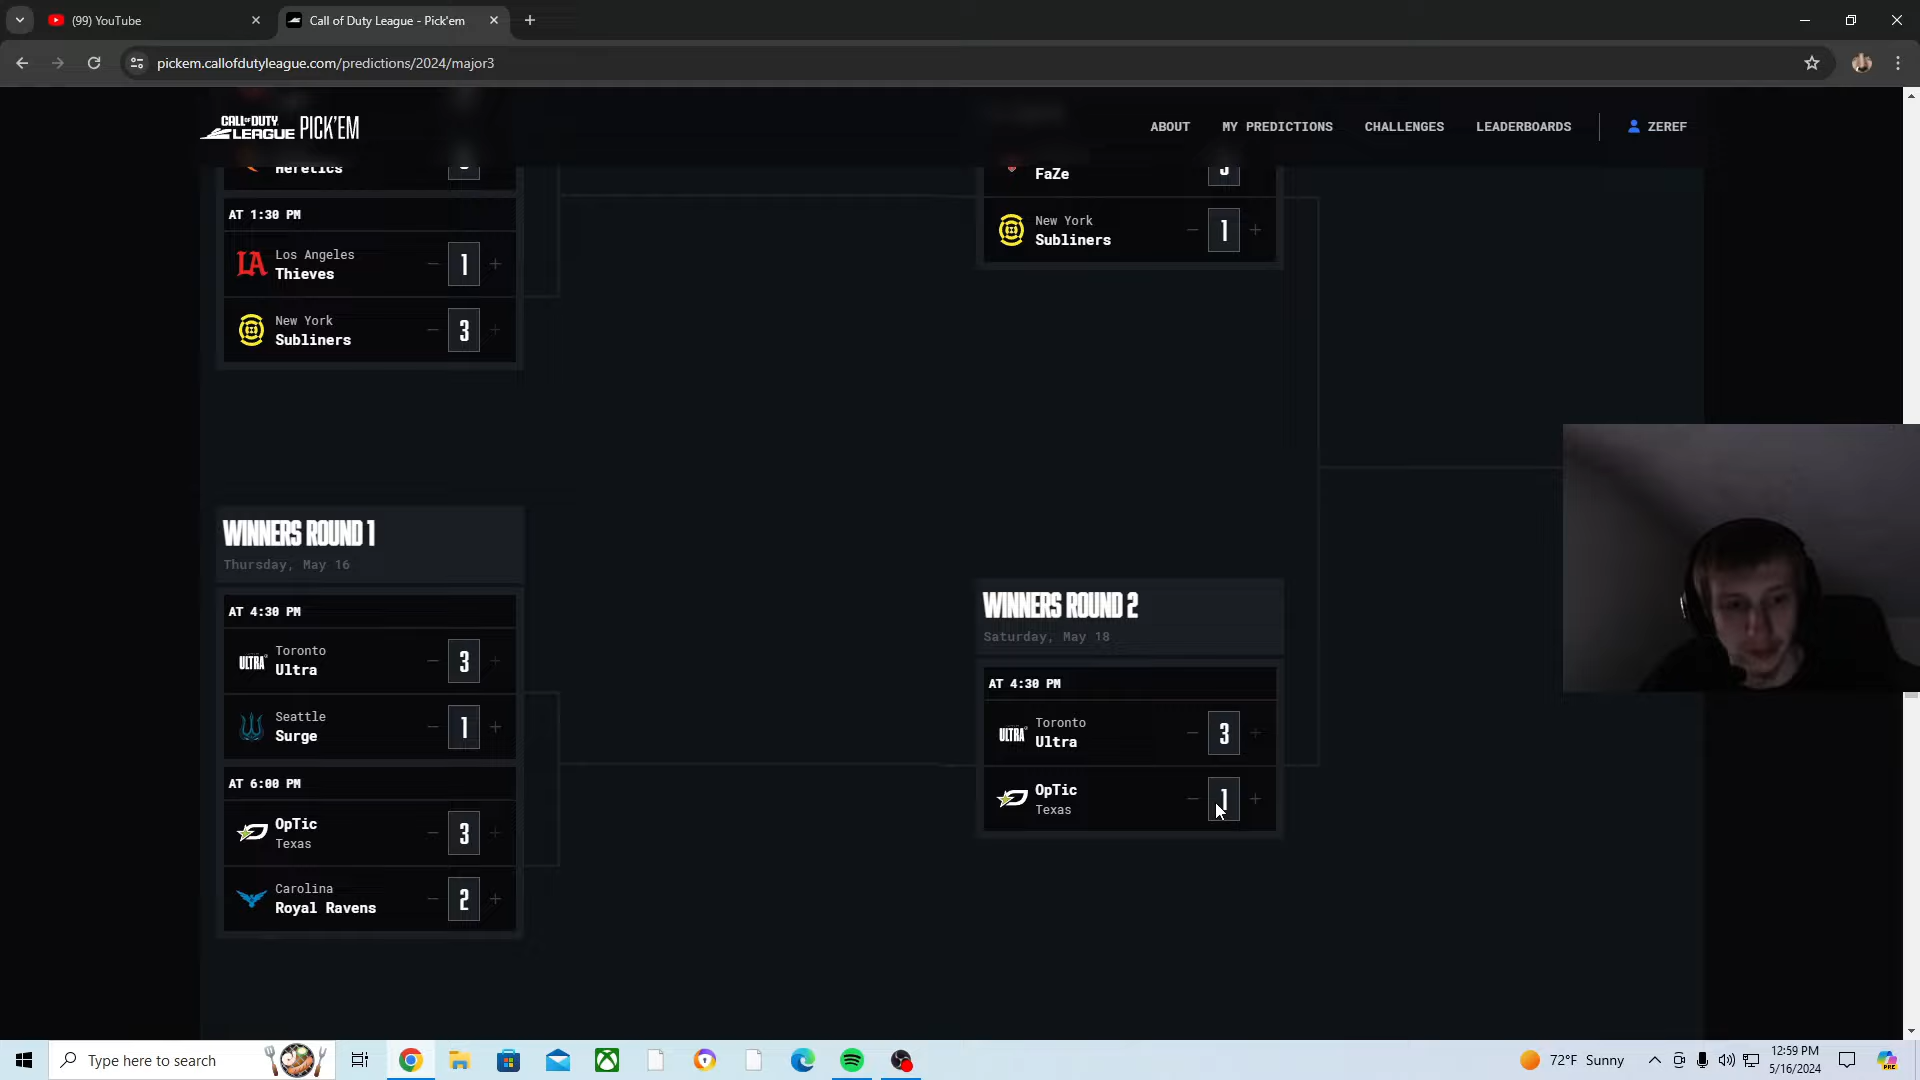 (99) YouTube
Call of Duty League - Pick'em
pickem.callofdutyleague.com/predictions/2024/major3
CALL OF DUTY LEAGUE PICK'EM
ABOUT
MY PREDICTIONS
CHALLENGES
LEADERBOARDS
ZEREF
Heretics
AT 1:30 PM
LA Los Angeles Thieves 1
New York Subliners 3
FaZe 3
New York Subliners 1
WINNERS ROUND 1
Thursday, May 16
AT 4:30 PM
ULTRA Toronto Ultra 3
Seattle Surge 1
AT 6:00 PM
OpTic Texas 3
Carolina Royal Ravens 2
WINNERS ROUND 2
Saturday, May 18
AT 4:30 PM
ULTRA Toronto Ultra 3
OpTic Texas 1
Type here to search
72°F Sunny
12:59 PM
5/16/2024